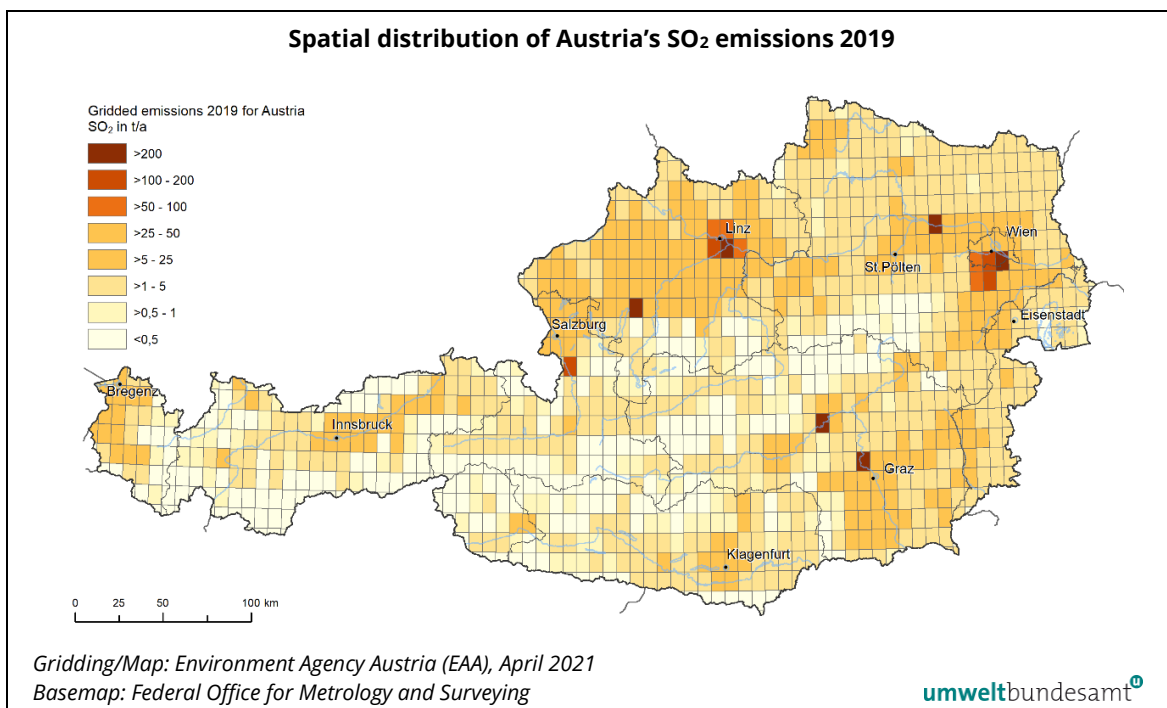 Spatial distribution of Austria’s SO₂ emissions 2019
Gridded emissions 2019 for Austria
SO₂ in t/a
>200
>100 - 200
>50 - 100
>25 - 50
>5 - 25
>1 - 5
>0,5 - 1
<0,5
Linz
Wien
St.Pölten
Eisenstadt
Salzburg
Bregenz
Innsbruck
Graz
Klagenfurt
0 25 50 100 km
Gridding/Map: Environment Agency Austria (EAA), April 2021
Basemap: Federal Office for Metrology and Surveying
umweltbundesamt u